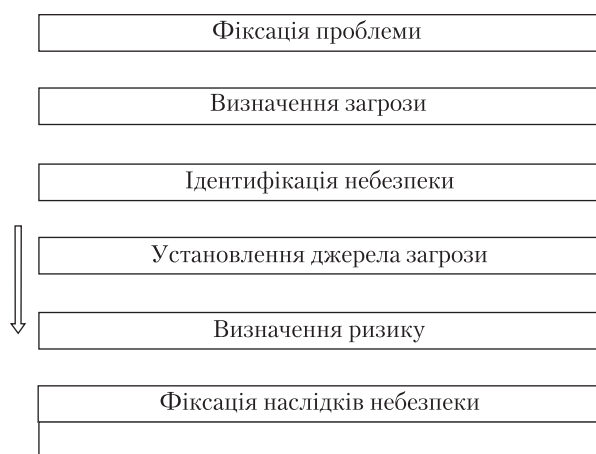 Фіксація проблеми
Визначення загрози
Ідентифікація небезпеки
Установлення джерела загрози
Визначення ризику
Фіксація наслідків небезпеки